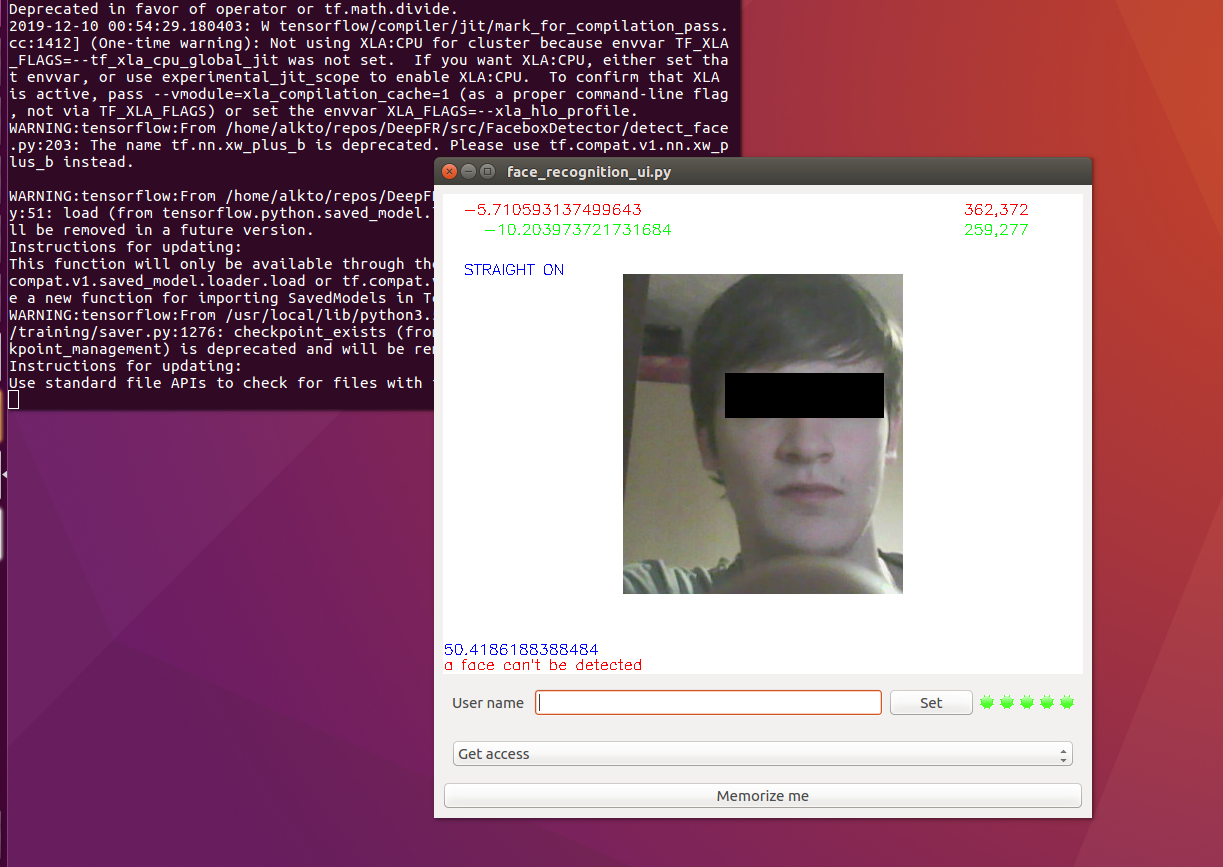 Deprecated in favor of operator or tf.math.divide.
2019-12-10 00:54:29.180403: W tensorflow/compiler/jit/mark_for_compilation_pass.
cc:1412] (One-time warning): Not using XLA:CPU for cluster because envvar TF_XLA
_FLAGS=--tf_xla_cpu_global_jit was not set.  If you want XLA:CPU, either set tha
t envvar, or use experimental_jit_scope to enable XLA:CPU.  To confirm that XLA
is active, pass --vmodule=xla_compilation_cache=1 (as a proper command-line flag
, not via TF_XLA_FLAGS) or set the envvar XLA_FLAGS=--xla_hlo_profile.
WARNING:tensorflow:From /home/alkto/repos/DeepFR/src/FaceboxDetector/detect_face
.py:203: The name tf.nn.xw_plus_b is deprecated. Please use tf.compat.v1.nn.xw_p
lus_b instead.
WARNING:tensorflow:From /home/alkto/repos/DeepFR
y:51: load (from tensorflow.python.saved_model.
ll be removed in a future version.
Instructions for updating:
This function will only be available through the
compat.v1.saved_model.loader.load or tf.compat.
e a new function for importing SavedModels in Te
WARNING:tensorflow:From /usr/local/lib/python3.
/training/saver.py:1276: checkpoint_exists (from
kpoint_management) is deprecated and will be rem
Instructions for updating:
Use standard file APIs to check for files with
face_recognition_ui.py
-5.710593137499643 362,372
-10.203973721731684 259,277
STRAIGHT ON
50.4186188388484
a face can't be detected
User name Set
Get access
Memorize me